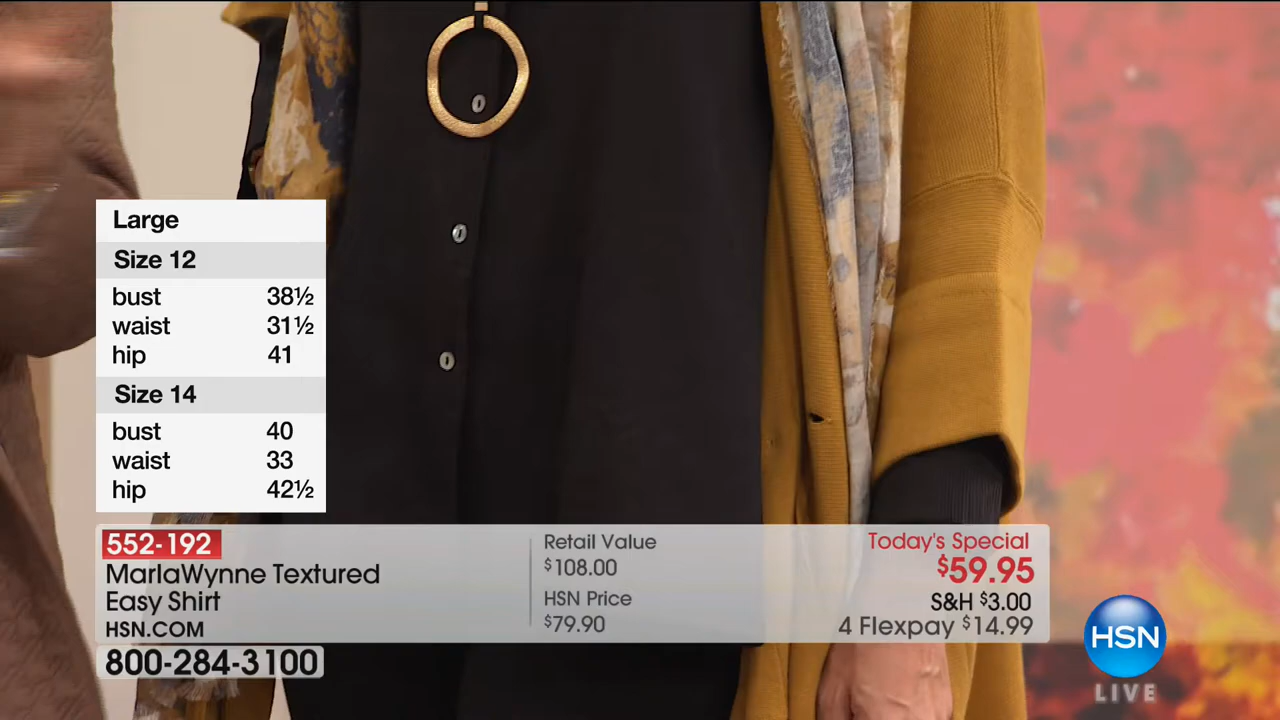 Large
Size 12
bust 38½
waist 31½
hip 41
Size 14
bust 40
waist 33
hip 42½
552-192
MarlaWynne Textured
Easy Shirt
HSN.COM
800-284-3100
Retail Value
$108.00
HSN Price
$79.90
Today's Special
$59.95
S&H $3.00
4 Flexpay $14.99
HSN
LIVE